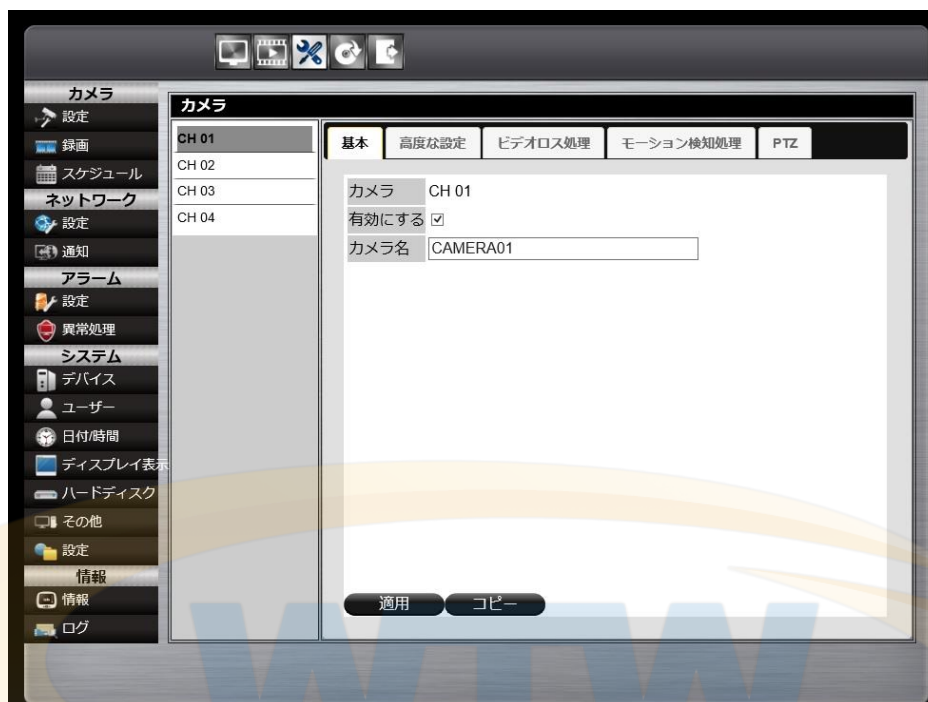 カメラ
設定
録画
スケジュール
ネットワーク
設定
通知
アラーム
設定
異常処理
システム
デバイス
ユーザー
日付/時間
ディスプレイ表示
ハードディスク
その他
設定
情報
情報
ログ
カメラ
CH 01
CH 02
CH 03
CH 04
基本 高度な設定 ビデオロス処理 モーション検知処理 PTZ
カメラ CH 01
有効にする
カメラ名 CAMERA01
適用 コピー
WTW